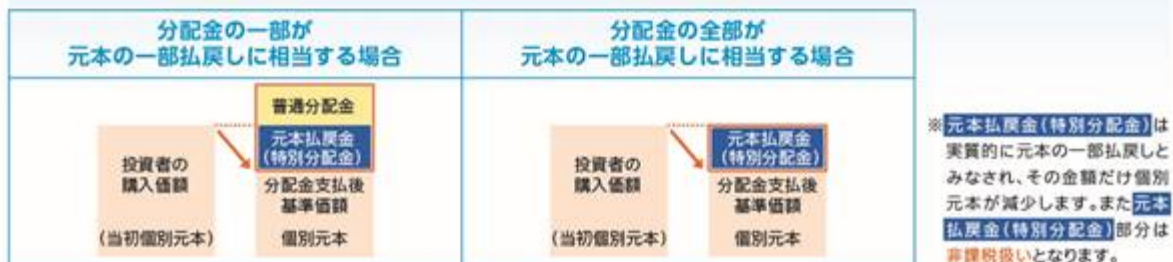 分配金の一部が
元本の一部払戻しに相当する場合
普通分配金
元本払戻金
(特別分配金)
投資者の
購入価額
(当初個別元本)
分配金支払後
基準価額
個別元本
分配金の全部が
元本の一部払戻しに相当する場合
元本払戻金
(特別分配金)
投資者の
購入価額
(当初個別元本)
分配金支払後
基準価額
個別元本
※元本払戻金(特別分配金)は
実質的に元本の一部払戻しと
みなされ、その金額だけ個別
元本が減少します。また元本
払戻金(特別分配金)部分は
非課税扱いとなります。